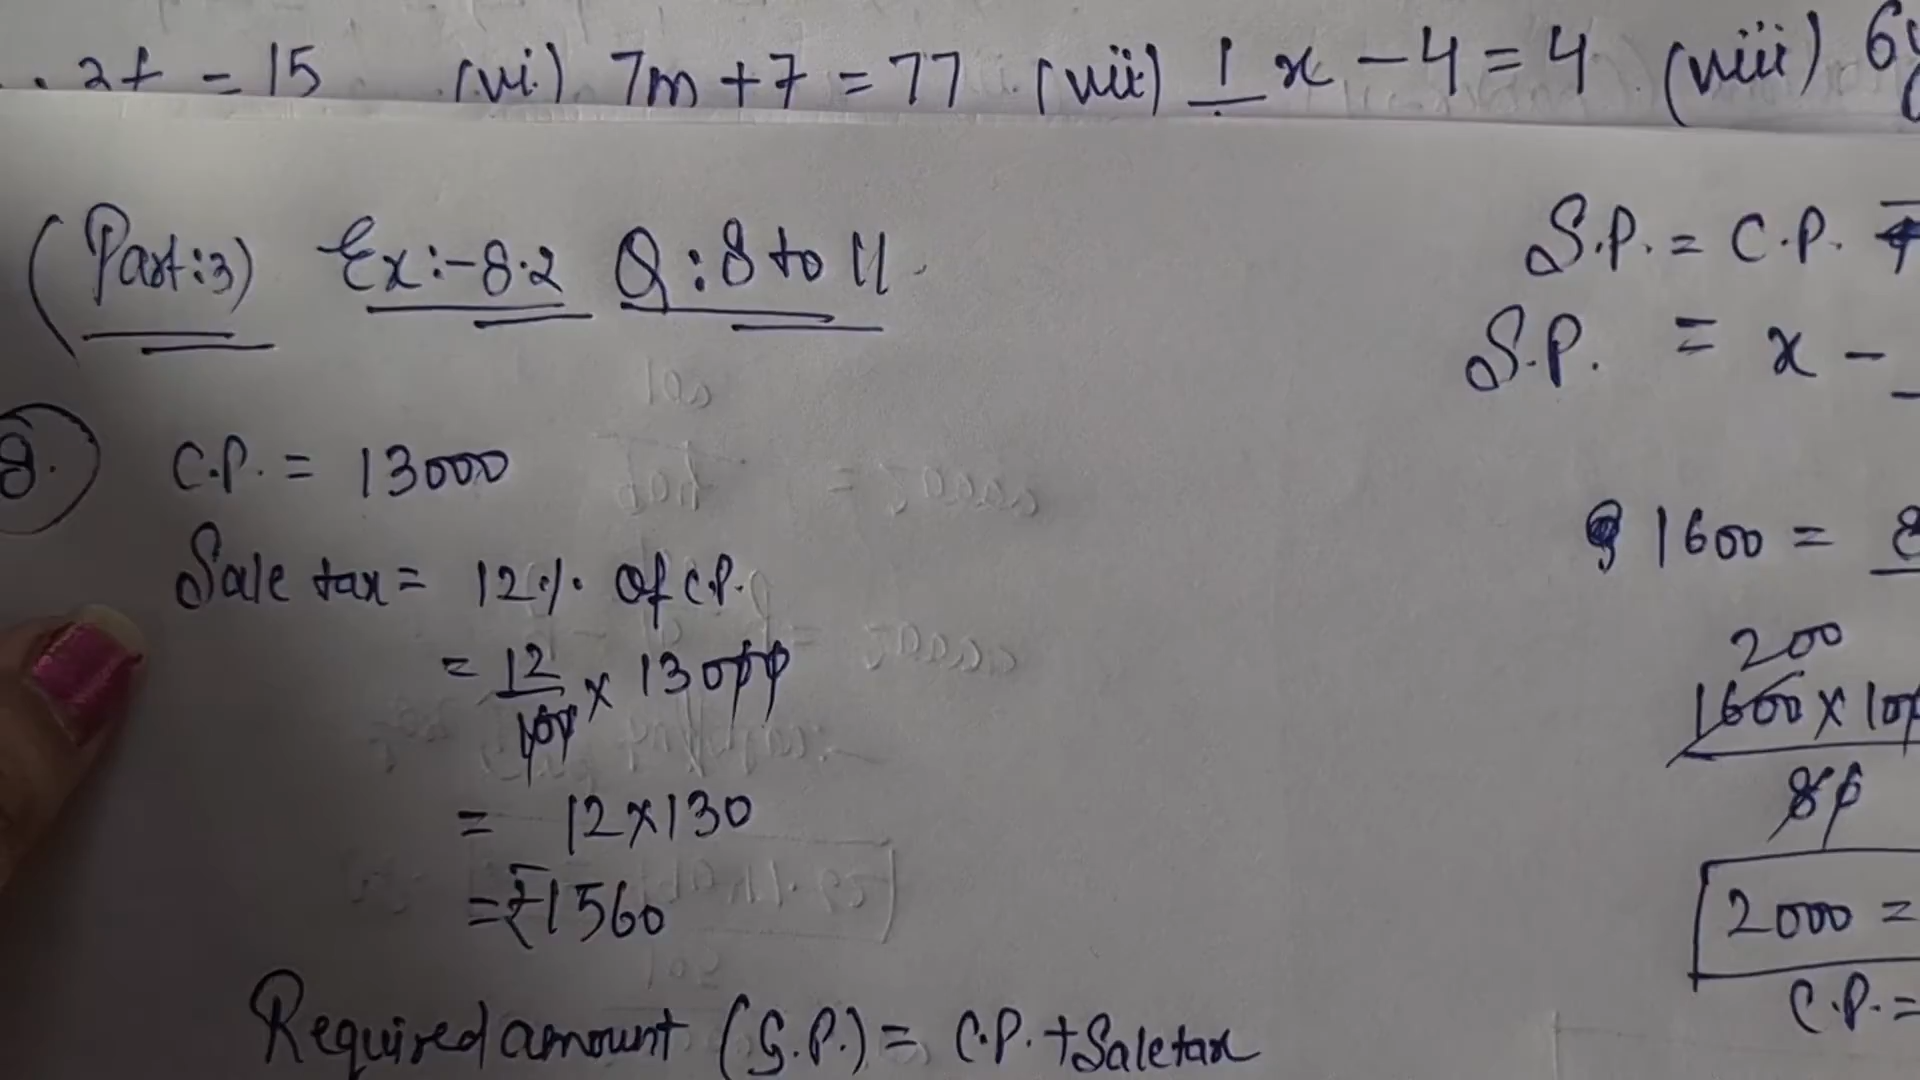 2t = 15 (vi) 7m + 7 = 77 (vii) 1 x - 4 = 4 (viii) 6
(Part:3) Ex:-8.2 Q:8 to 11
8. C.P. = 13000
Sale tax = 12% of C.P.
= 12/100 x 13000
= 12 x 130
= ₹1560
Required amount (S.P.) = C.P. + Sale tax
S.P. = C.P.
S.P. = x -
1600 = 8
200
1600 x 100
80
2000 =
C.P. =